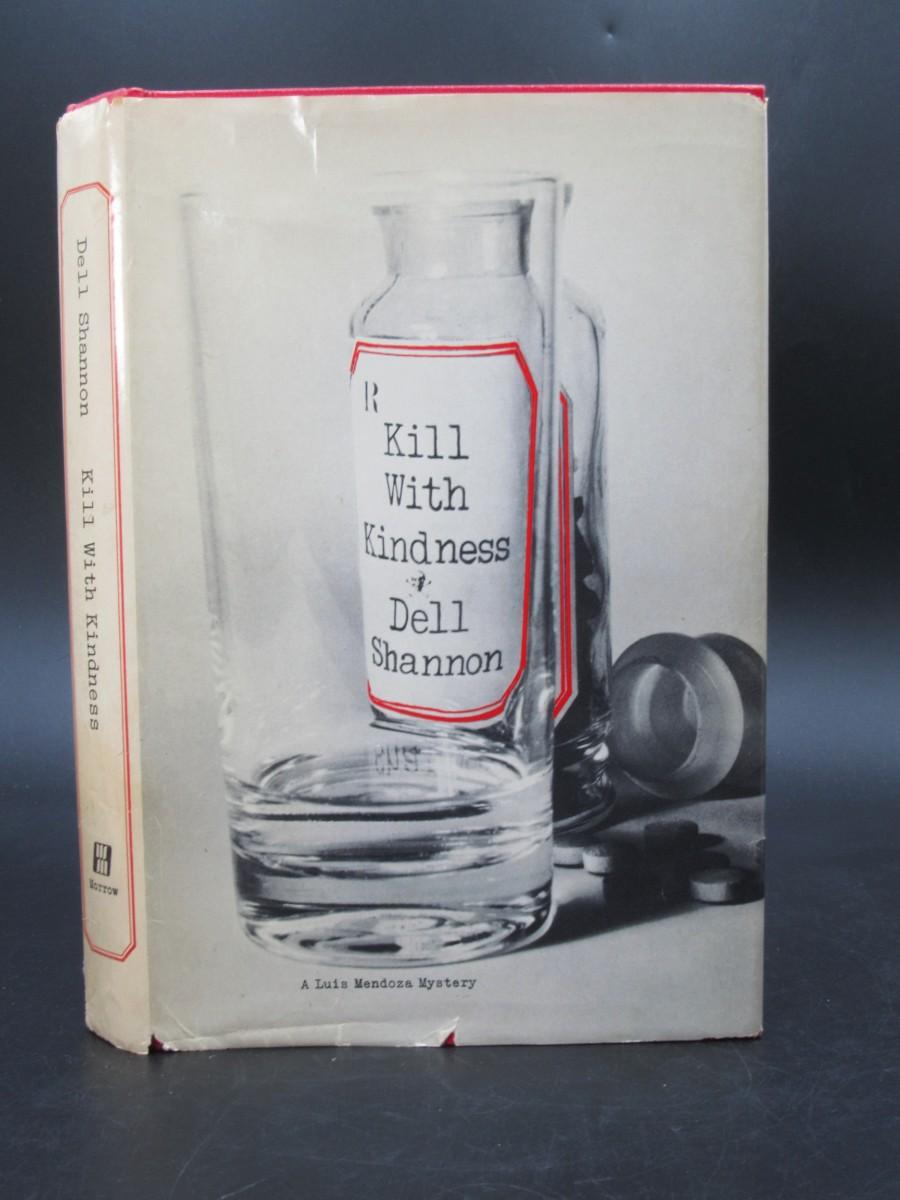 Dell Shannon Kill With Kindness
Morrow
R
Kill
With
Kindness
Dell
Shannon
A Luis Mendoza Mystery